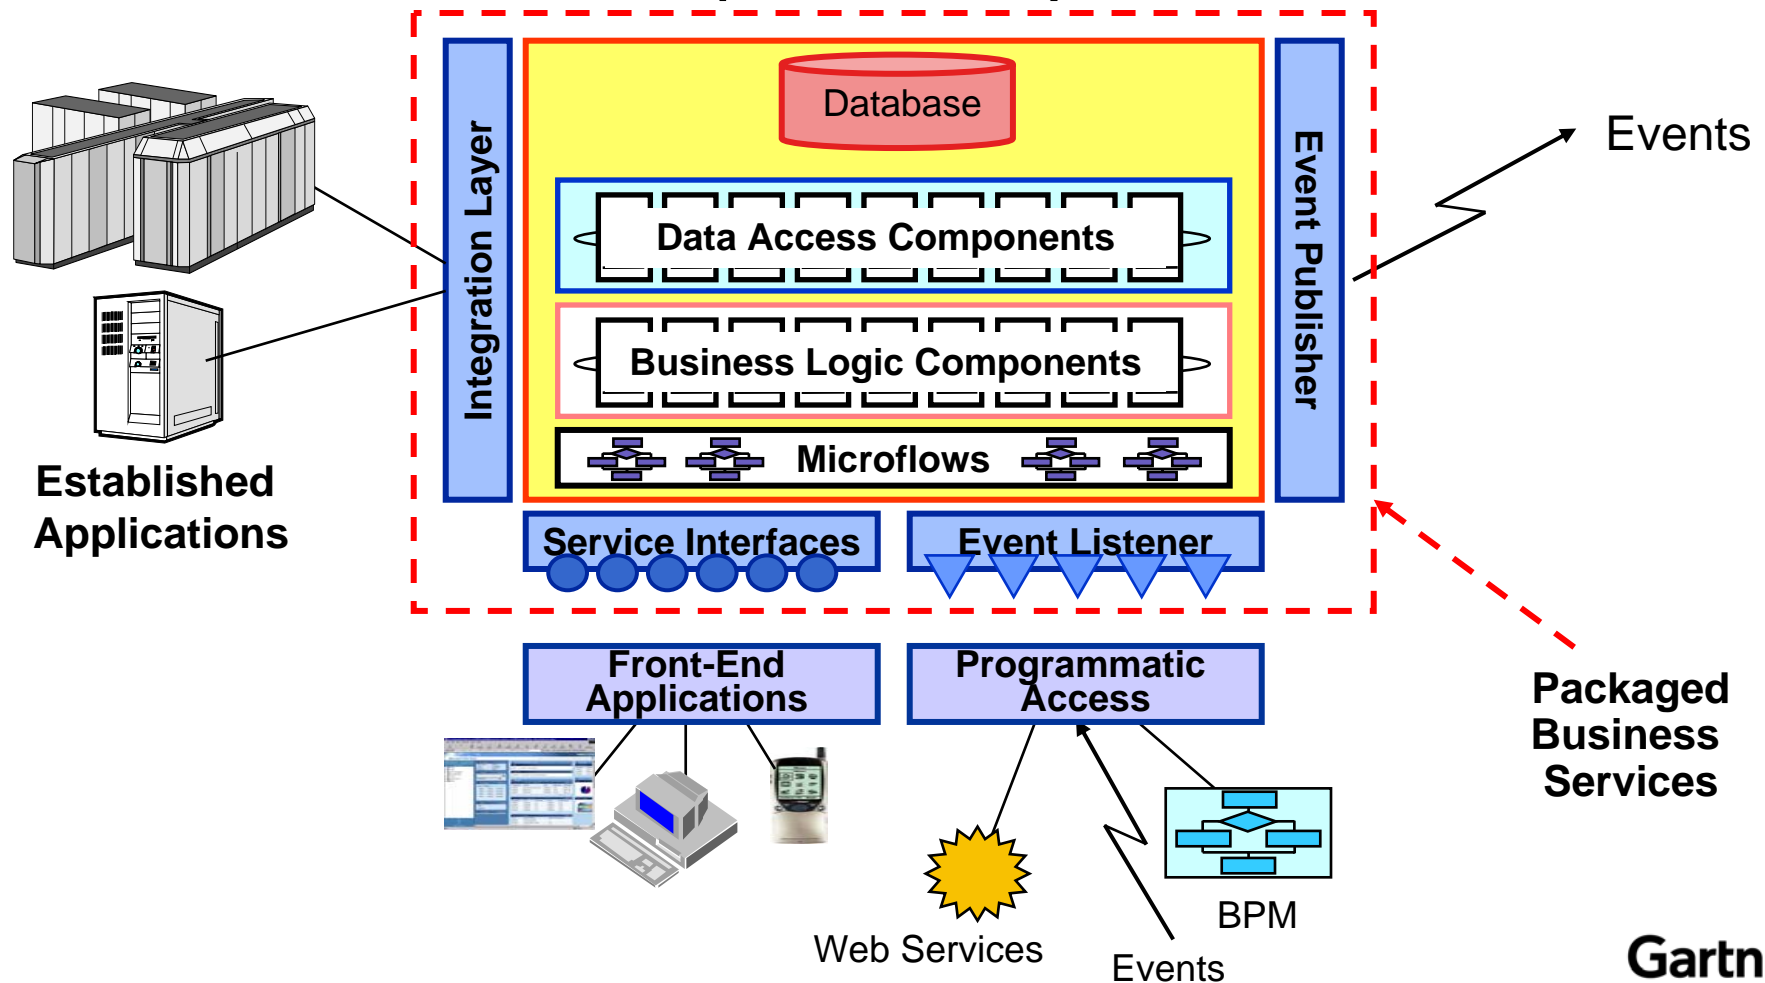 Database
Integration Layer
Event Publisher
Events
Data Access Components
Business Logic Components
Microflows
Established
Applications
Service Interfaces
Event Listener
Front-End
Applications
Programmatic
Access
Packaged
Business
Services
BPM
Web Services
Events
Gartn